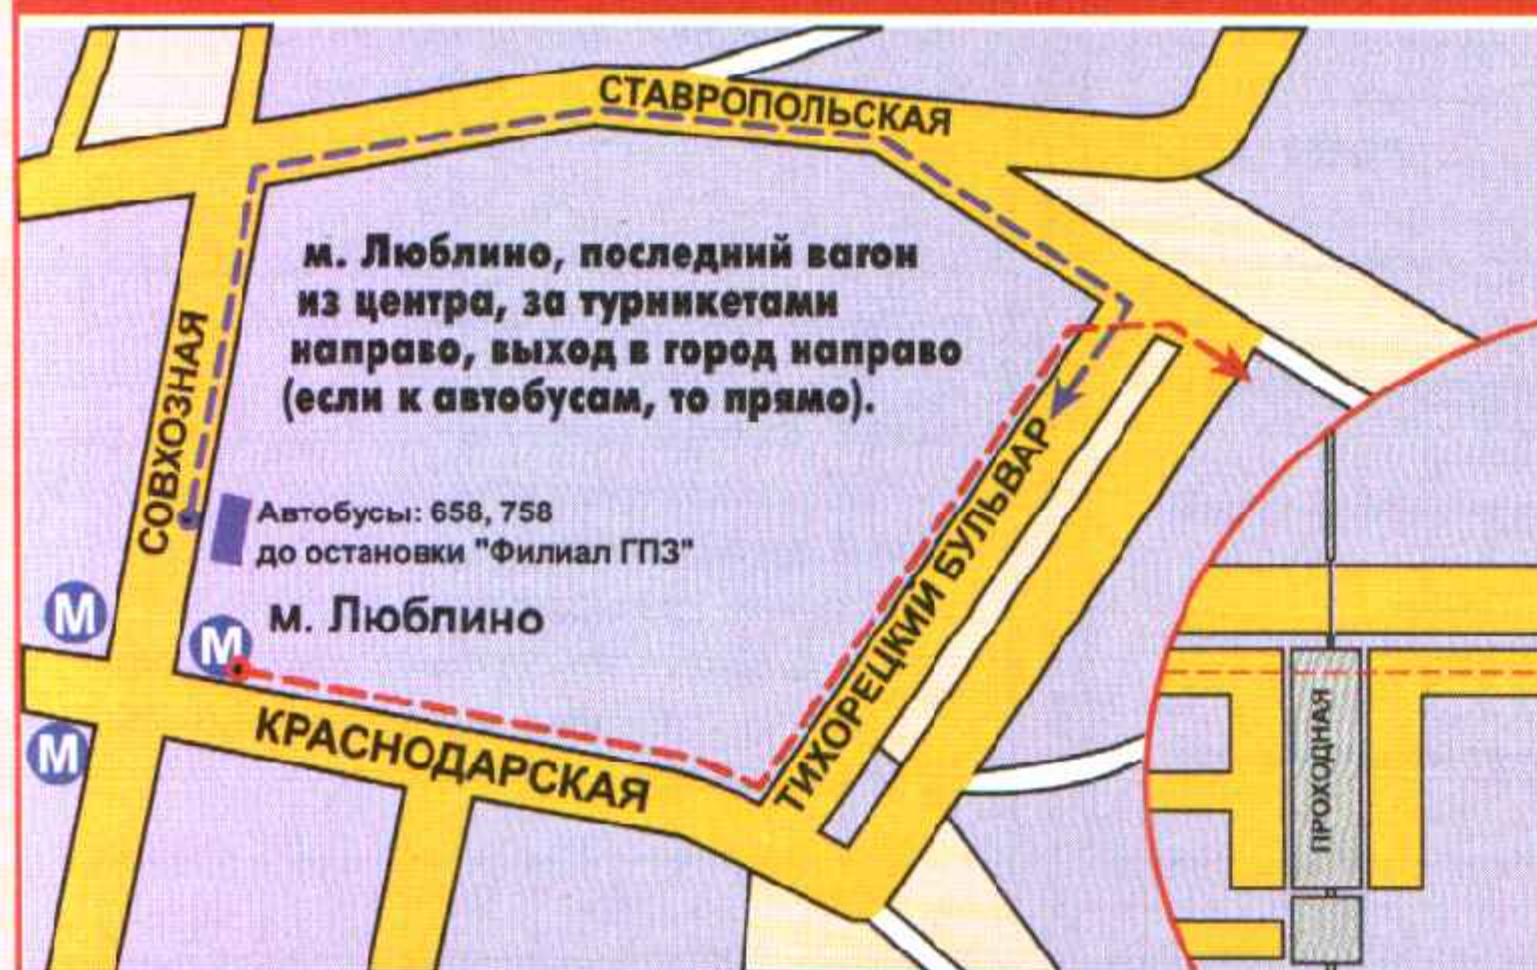 СТАВРОПОЛЬСКАЯ
м. Люблино, последний вагон
из центра, за турникетами
направо, выход в город направо
(если к автобусам, то прямо).
СОВХОЗНАЯ
Автобусы: 658, 758
до остановки "Филиал ГПЗ"
М
М
м. Люблино
ТИХОРЕЦКИЙ БУЛЬВАР
КРАСНОДАРСКАЯ
М
ПРОХОДНАЯ